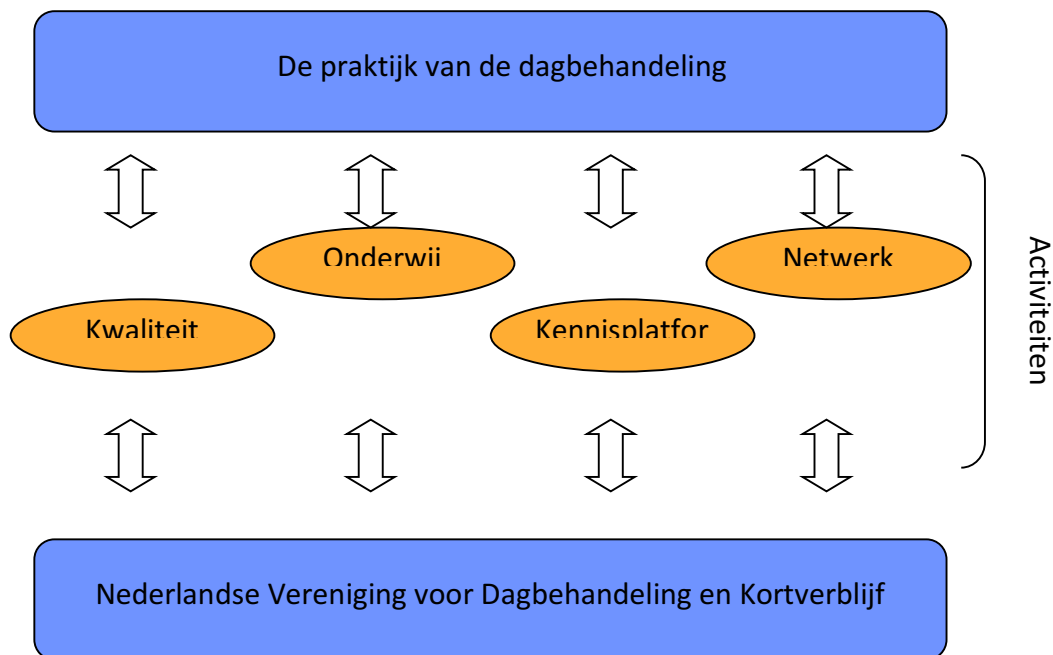 De praktijk van de dagbehandeling
Onderwij
Netwerk
Kwaliteit
Kennisplatfor
Activiteiten
Nederlandse Vereniging voor Dagbehandeling en Kortverblijf